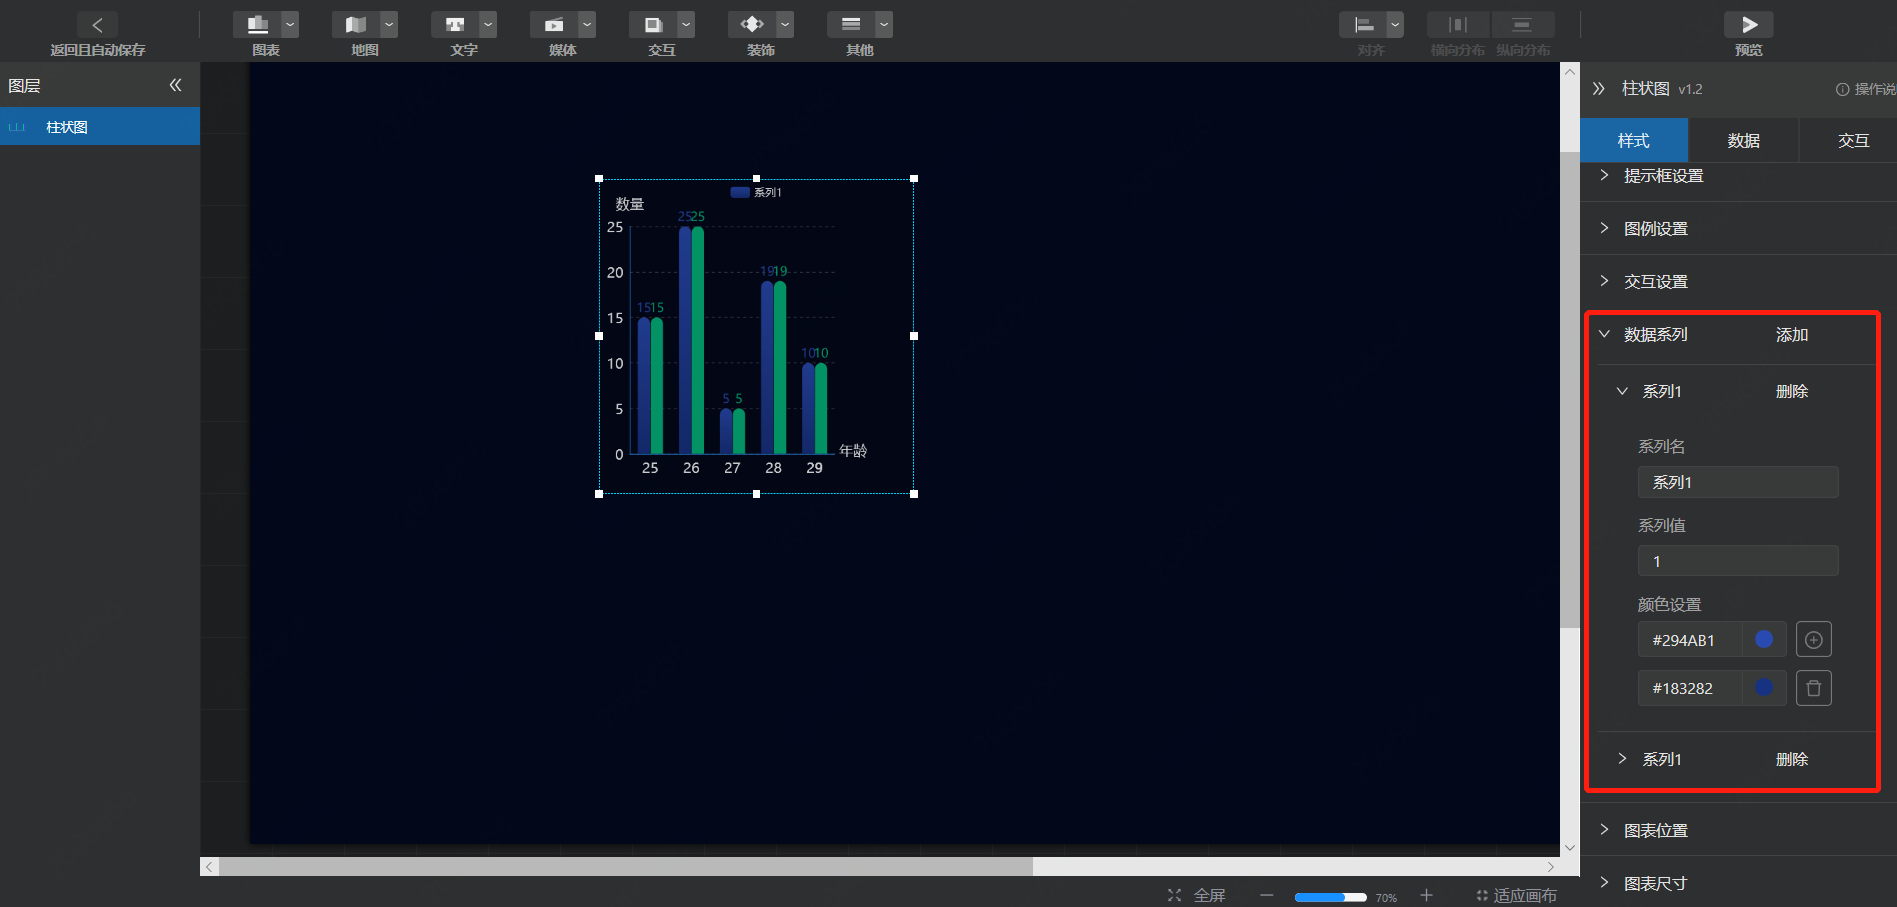 返回且自动保存
图表
地图
文字
媒体
交互
装饰
其他
对齐
横向分布
纵向分布
预览
图层
柱状图
系列1
数量
25
20
15
10
5
0
15 15
25 25
5 5
19 19
10 10
25 26 27 28 29
年龄
全屏
70%
适应画布
柱状图 v1.2
操作说
样式 数据 交互
提示框设置
图例设置
交互设置
数据系列 添加
系列1 删除
系列名
系列1
系列值
1
颜色设置
#294AB1
#183282
系列1 删除
图表位置
图表尺寸